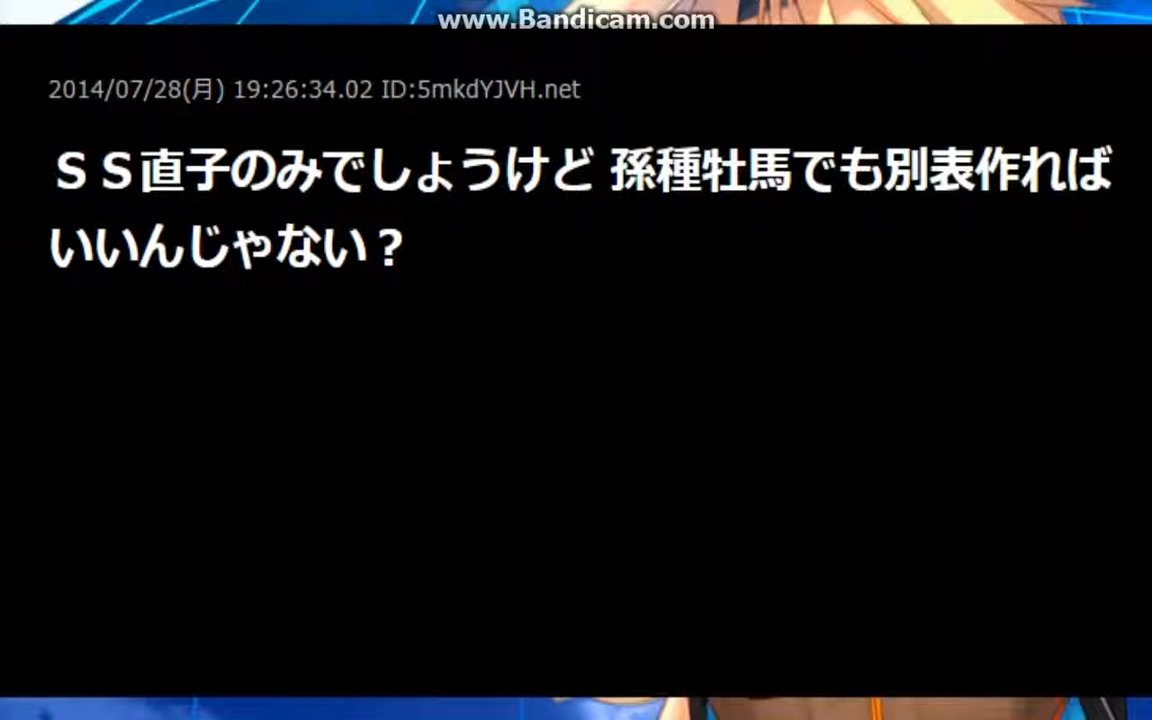 www.Bandicam.com
2014/07/28(月) 19:26:34.02 ID:5mkdYJVH.net
ＳＳ直子のみでしょうけど 孫種牡馬でも別表作れば
いいんじゃない？